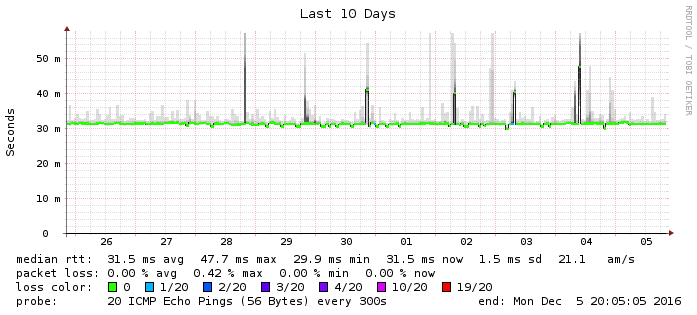 Last 10 Days
RRDTOOL / TOBI OETIKER
Seconds
50 m
40 m
30 m
20 m
10 m
0
26 27 28 29 30 01 02 03 04 05
median rtt: 31.5 ms avg 47.7 ms max 29.9 ms min 31.5 ms now 1.5 ms sd 21.1 am/s
packet loss: 0.00 % avg 0.42 % max 0.00 % min 0.00 % now
loss color: 0 1/20 2/20 3/20 4/20 10/20 19/20
probe: 20 ICMP Echo Pings (56 Bytes) every 300s end: Mon Dec 5 20:05:05 2016